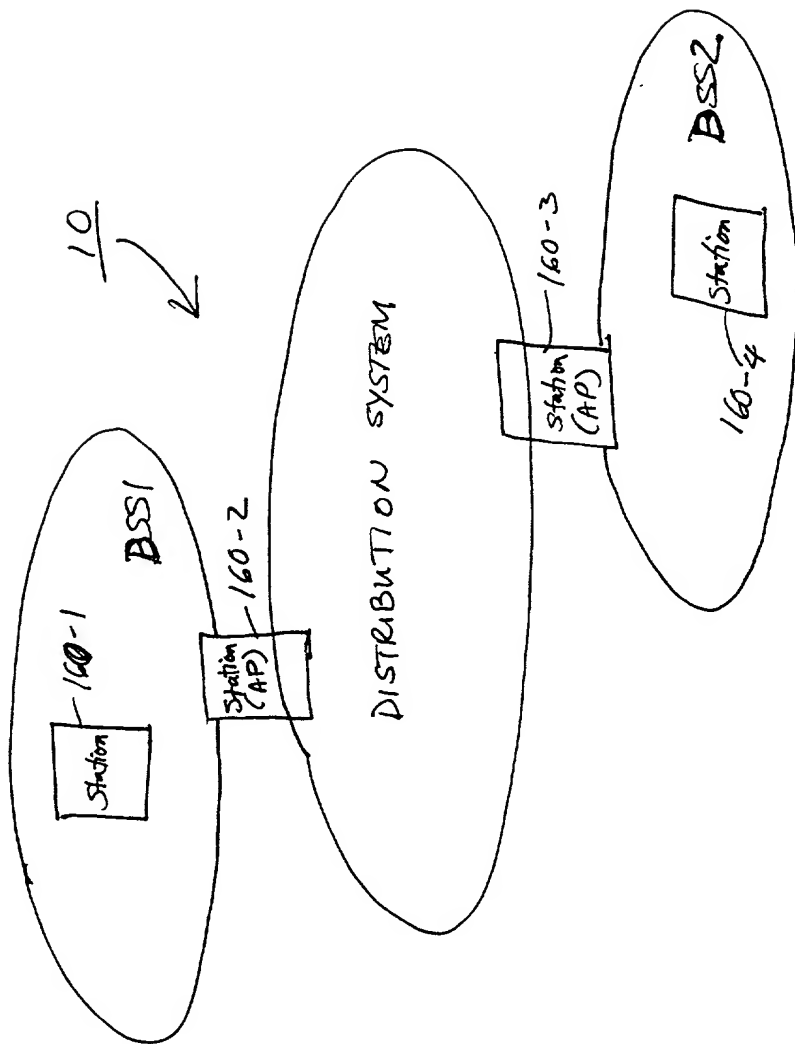 10
BSS1
Station
160-1
Station
(AP)
160-2
DISTRIBUTION SYSTEM
Station
(AP)
160-3
BSS2
Station
160-4